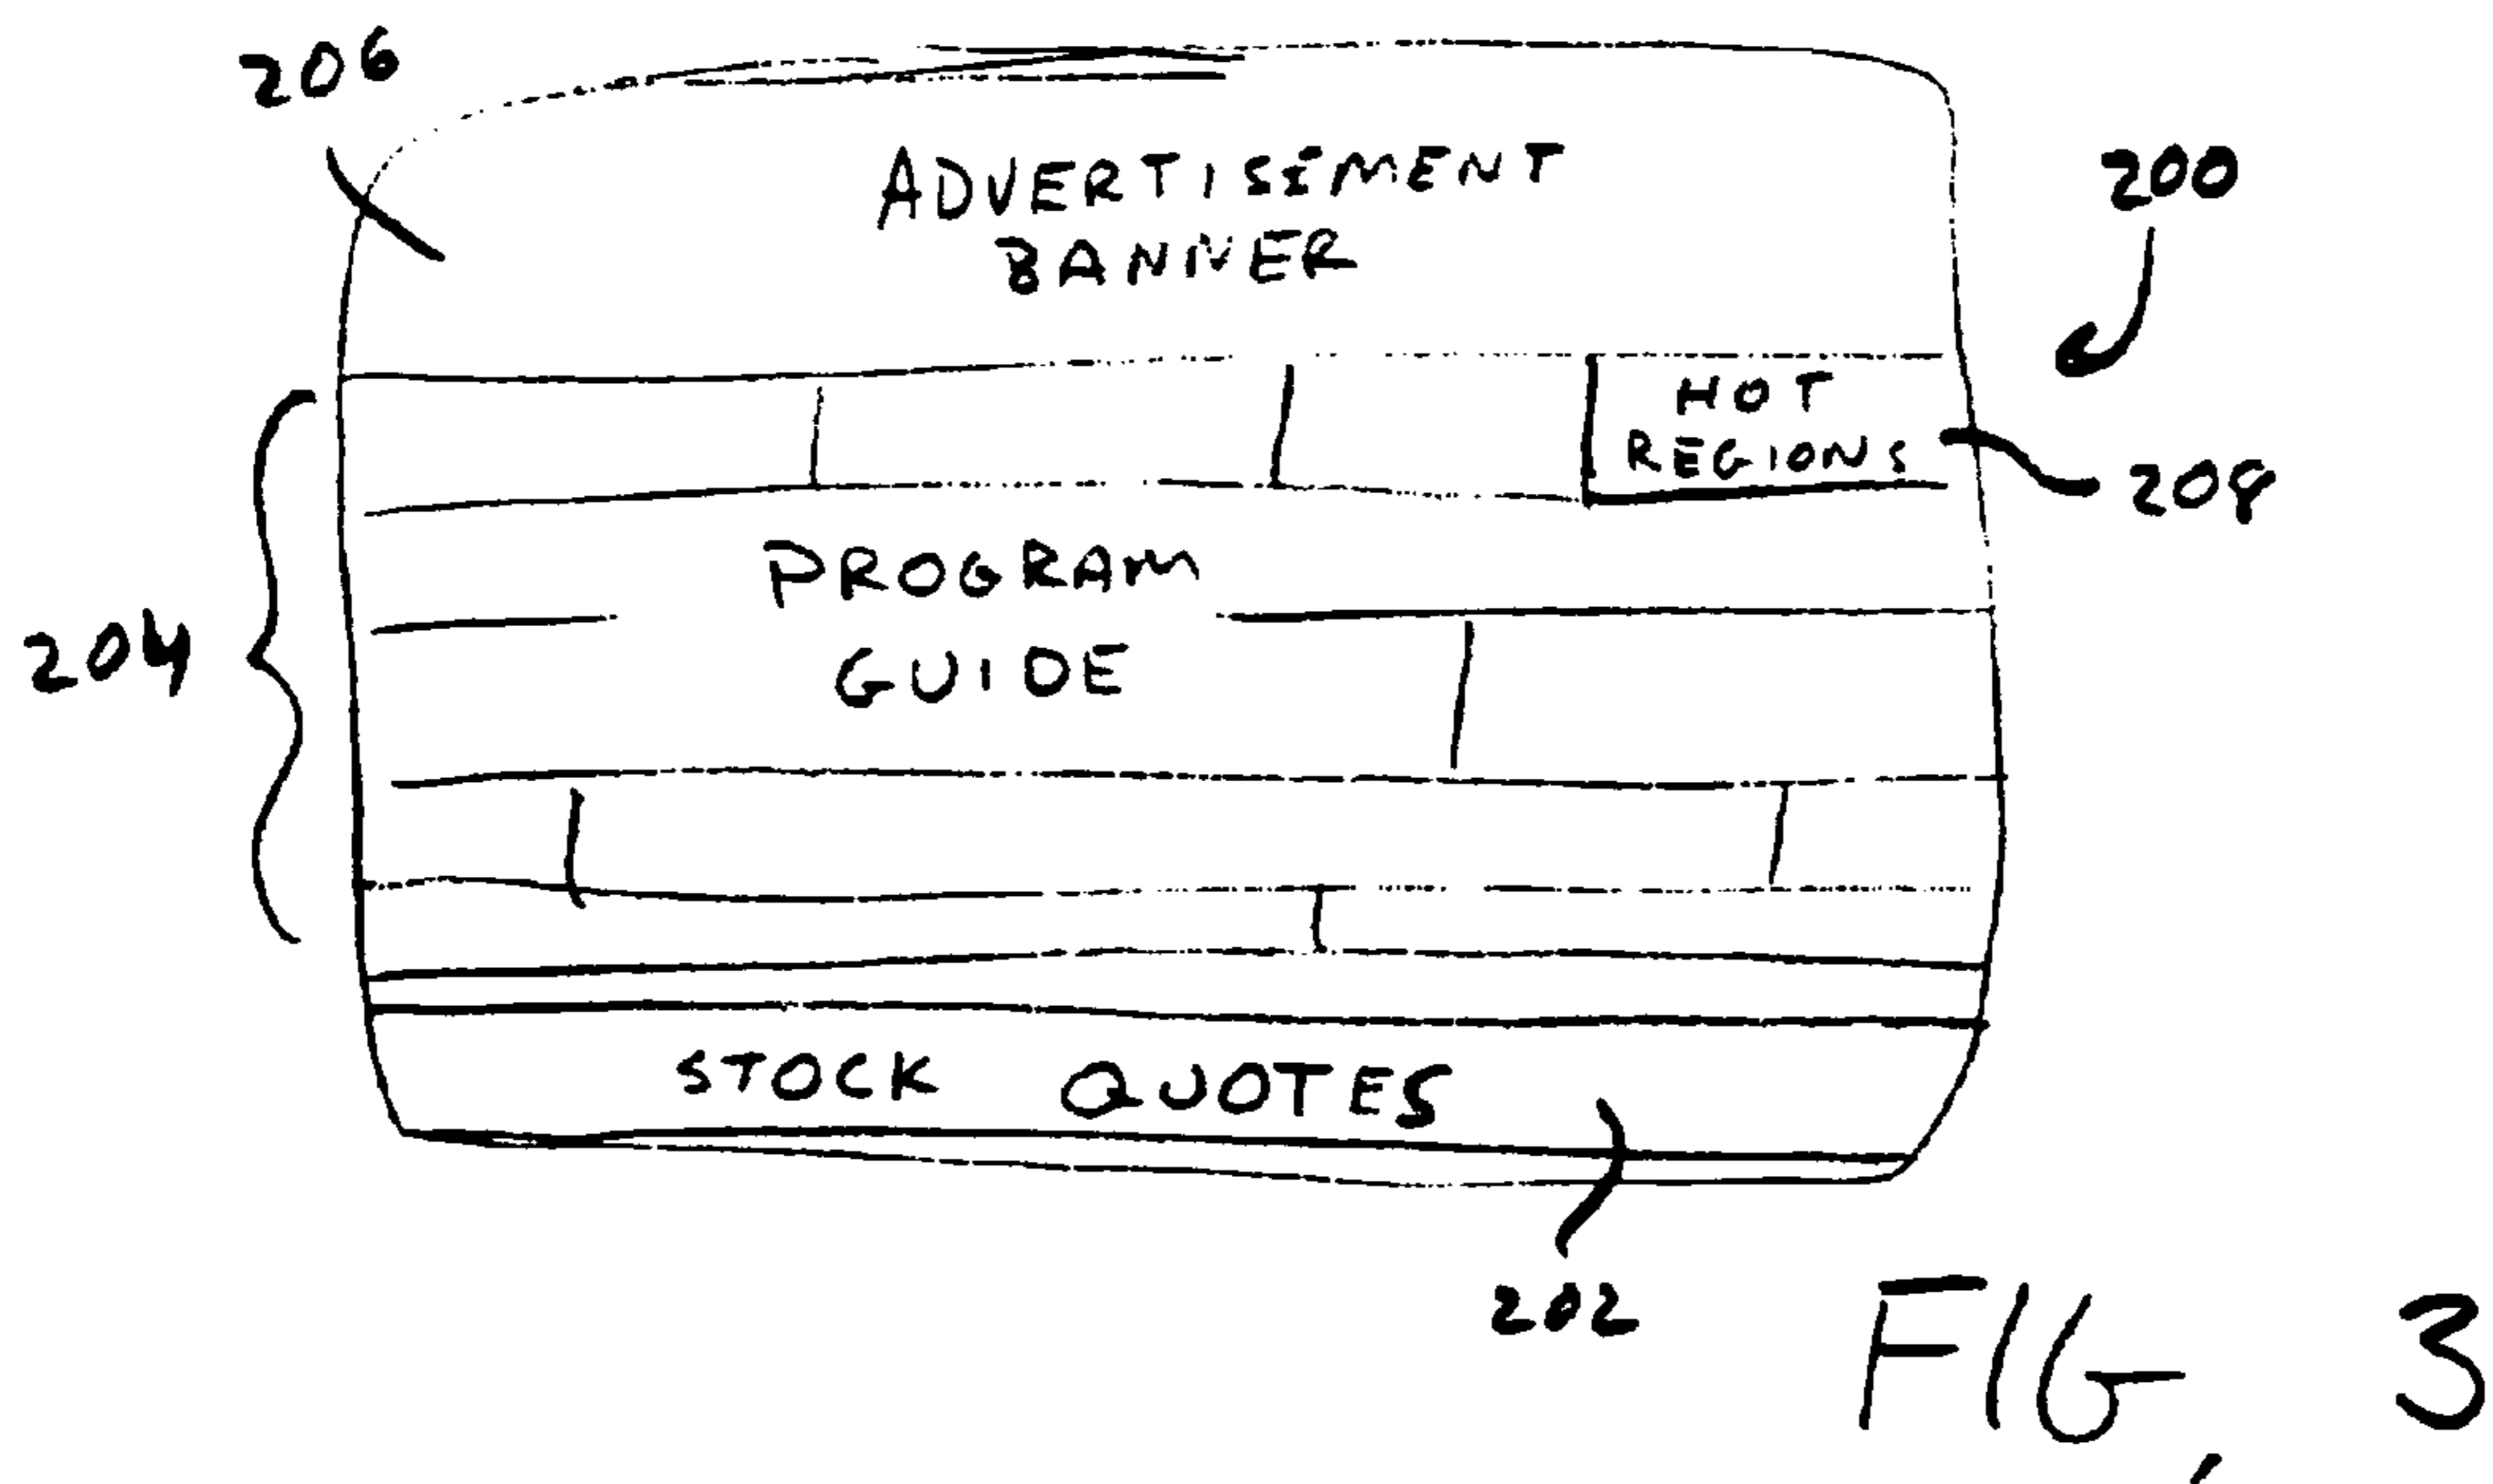 206
ADVERTISEMENT
BANNER
200
HOT
REGIONS
208
PROGRAM
GUIDE
204
STOCK QUOTES
202
FIG, 3